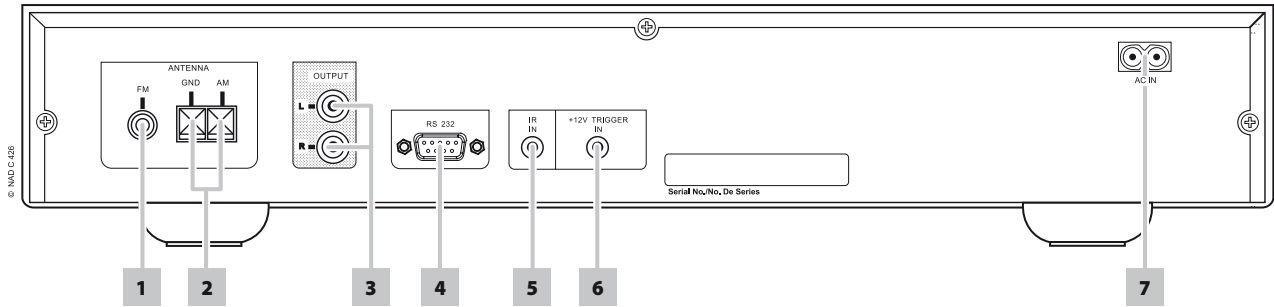 ANTENNA
FM
GND AM
OUTPUT
L
R
RS 232
IR
IN
+12V TRIGGER
IN
AC IN
Serial No./No. De Series
© NAD C 426
1 2 3 4 5 6 7